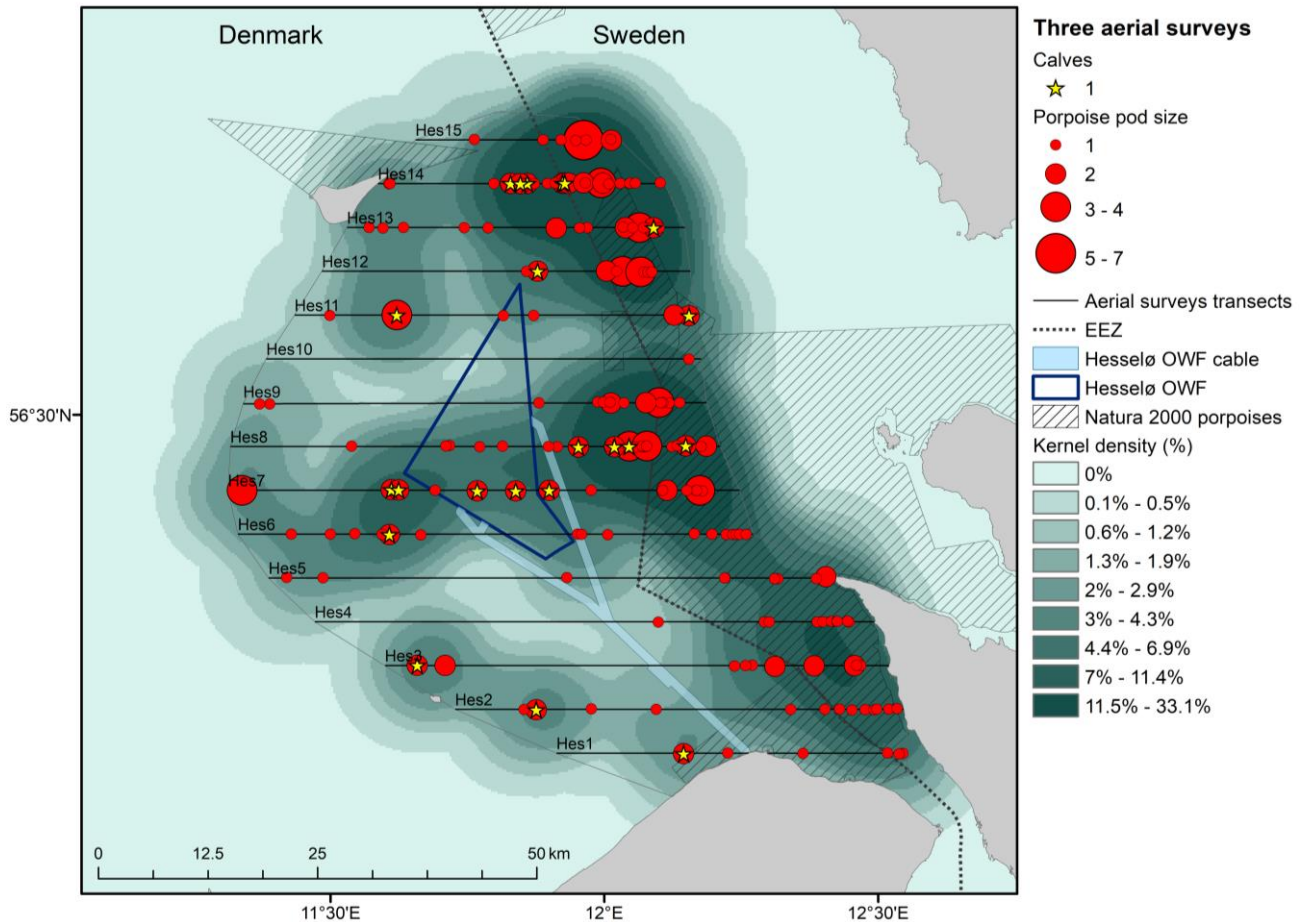 Denmark
Sweden
Hes15
Hes14
Hes13
Hes12
Hes11
Hes10
Hes9
Hes8
Hes7
Hes6
Hes5
Hes4
Hes3
Hes2
Hes1
56°30'N
0 12.5 25 50 km
11°30'E
12°E
12°30'E
Three aerial surveys
Calves
1
Porpoise pod size
1
2
3 - 4
5 - 7
Aerial surveys transects
EEZ
Hesselø OWF cable
Hesselø OWF
Natura 2000 porpoises
Kernel density (%)
0%
0.1% - 0.5%
0.6% - 1.2%
1.3% - 1.9%
2% - 2.9%
3% - 4.3%
4.4% - 6.9%
7% - 11.4%
11.5% - 33.1%